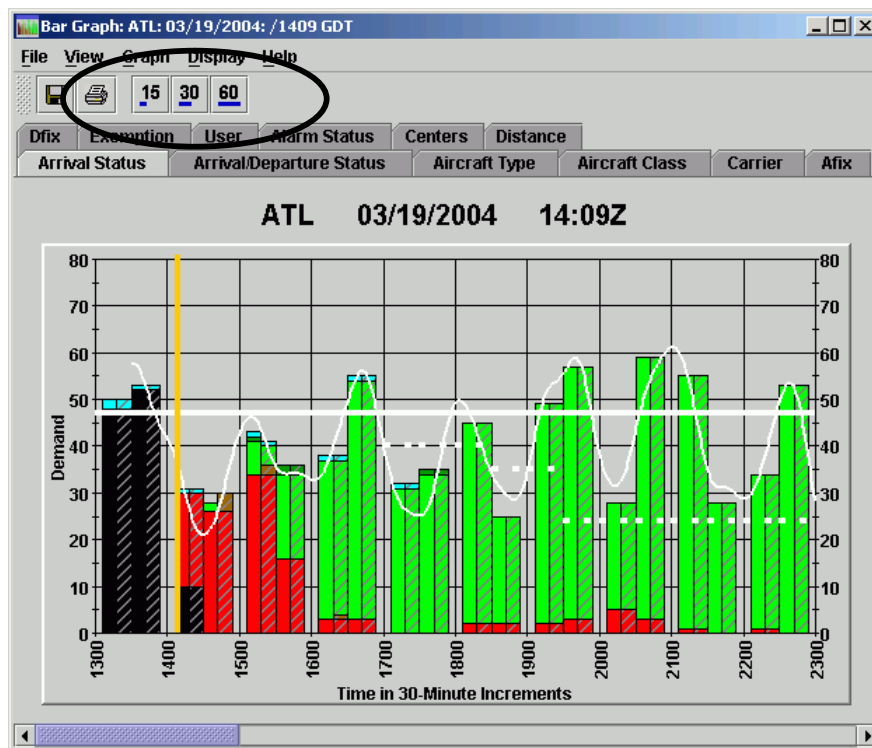 Bar Graph: ATL: 03/19/2004: /1409 GDT
File View Graph Display Help
15 30 60
Dfix Exemption User Alarm Status Centers Distance
Arrival Status Arrival/Departure Status Aircraft Type Aircraft Class Carrier Afix
ATL 03/19/2004 14:09Z
80 80
70 70
60 60
50 50
40 40
30 30
20 20
10 10
0 0
Demand
1300 1400 1500 1600 1700 1800 1900 2000 2100 2200 2300
Time in 30-Minute Increments